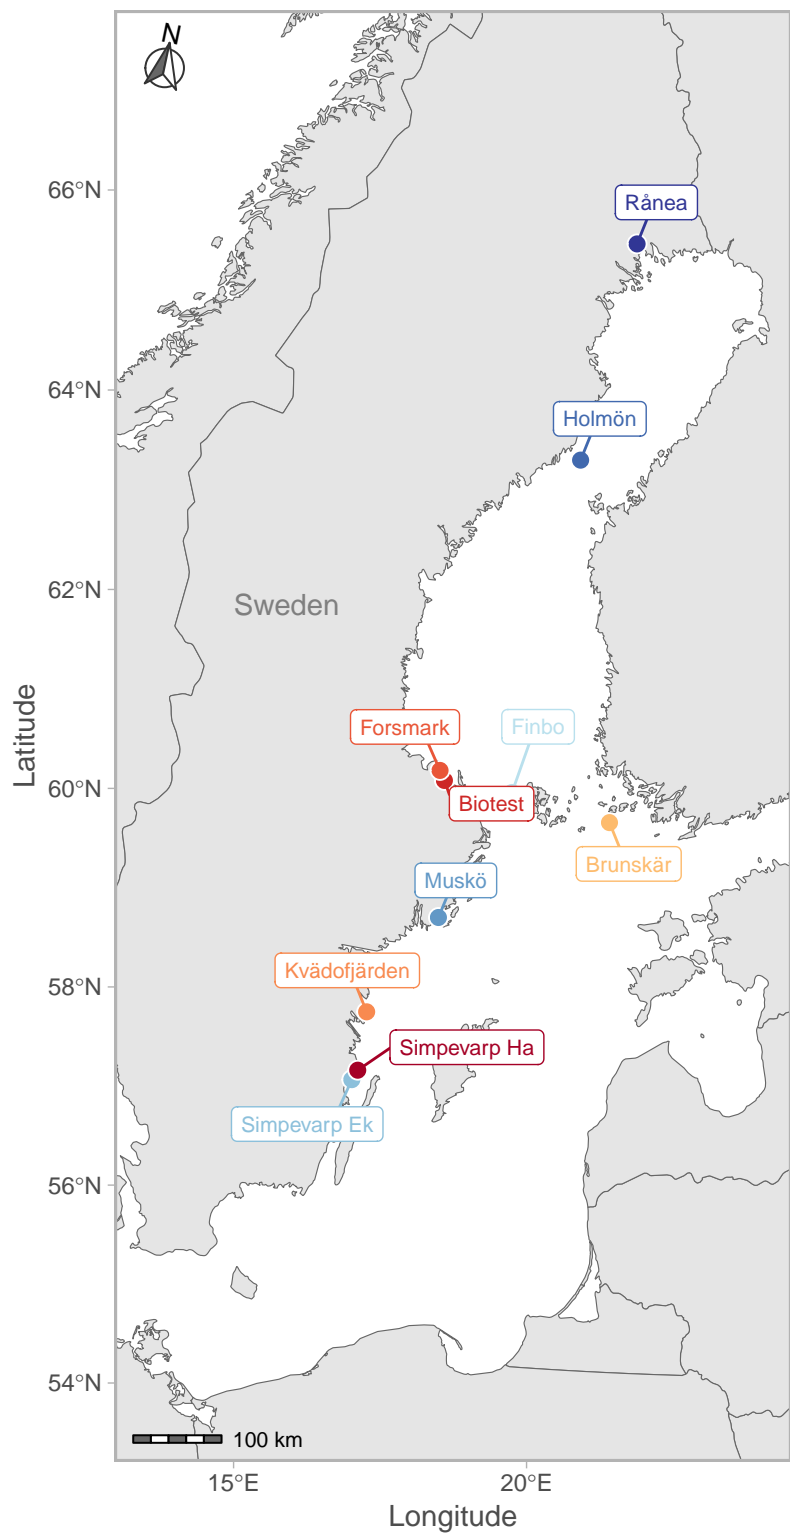 N
66°N
Rånea
64°N
Holmön
62°N
Sweden
Forsmark
Finbo
60°N
Biotest
Brunskär
Muskö
58°N
Kvädofjärden
Simpevarp Ha
Simpevarp Ek
56°N
54°N
100 km
15°E
20°E
Longitude
Latitude